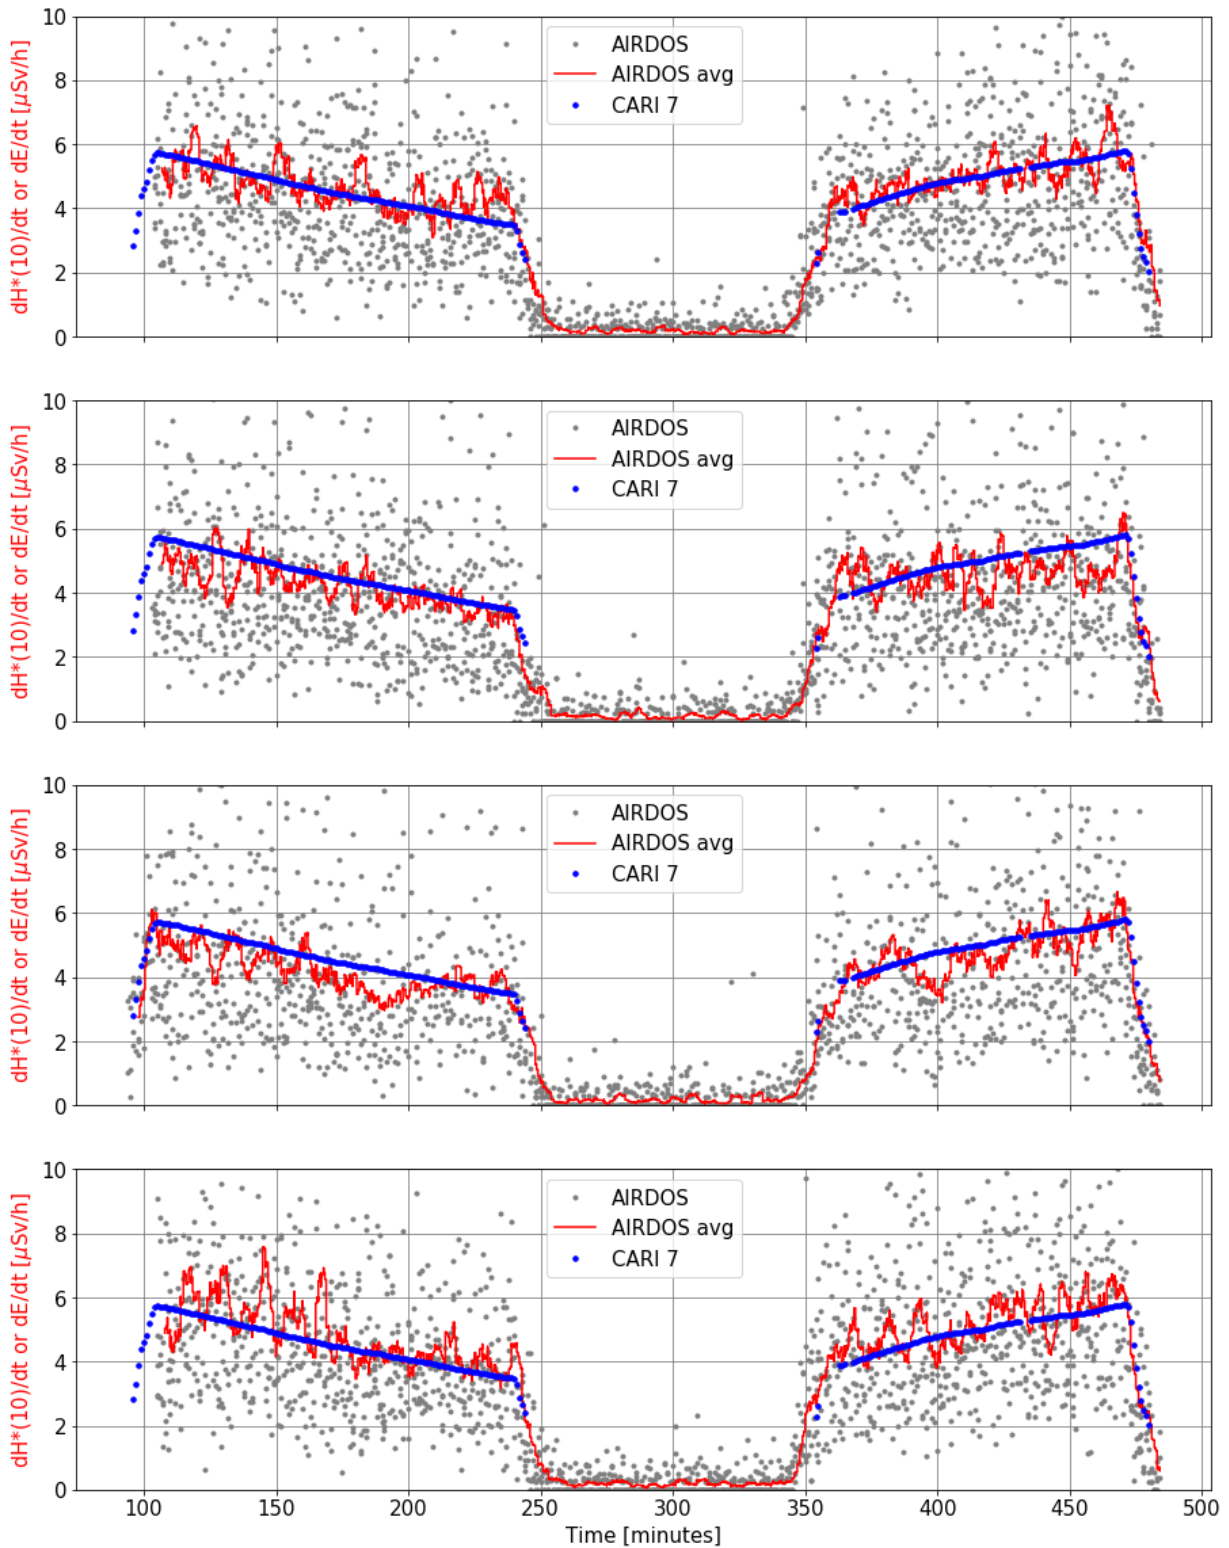 dH*(10)/dt or dE/dt [μSv/h]
10
8
6
4
2
0
AIRDOS
AIRDOS avg
CARI 7
dH*(10)/dt or dE/dt [μSv/h]
10
8
6
4
2
0
AIRDOS
AIRDOS avg
CARI 7
dH*(10)/dt or dE/dt [μSv/h]
10
8
6
4
2
0
AIRDOS
AIRDOS avg
CARI 7
dH*(10)/dt or dE/dt [μSv/h]
10
8
6
4
2
0
AIRDOS
AIRDOS avg
CARI 7
100 150 200 250 300 350 400 450 500
Time [minutes]